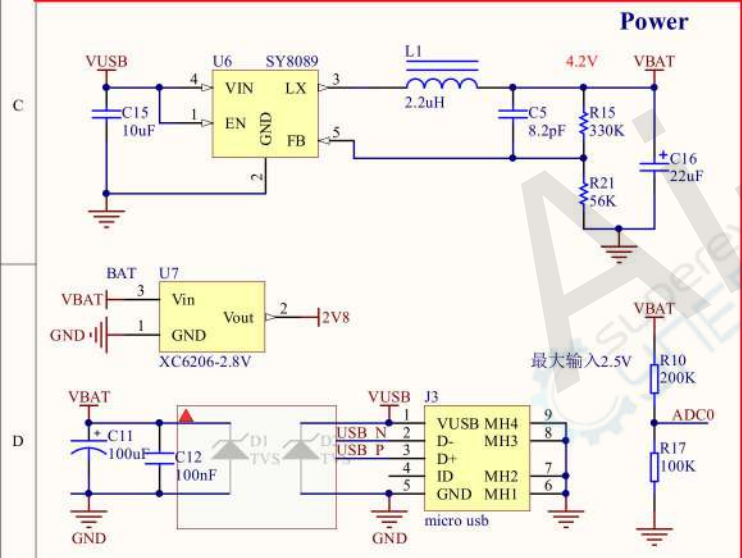 Power
C
VUSB
U6
SY8089
4
VIN
LX
3
1
EN
GND
FB
5
2
C15
10uF
L1
2.2uH
4.2V
VBAT
C5
8.2pF
R15
330K
R21
56K
+
C16
22uF
BAT
U7
VBAT
3
Vin
Vout
2
2V8
GND
1
GND
XC6206-2.8V
最大输入2.5V
VBAT
R10
200K
ADC0
R17
100K
D
VBAT
+
C11
100uF
C12
100nF
GND
D1
TVS
TVS
VUSB
USB_N
USB_P
GND
J3
1
VUSB
MH4
9
2
D-
MH3
8
3
D+
4
ID
MH2
7
5
GND
MH1
6
micro usb